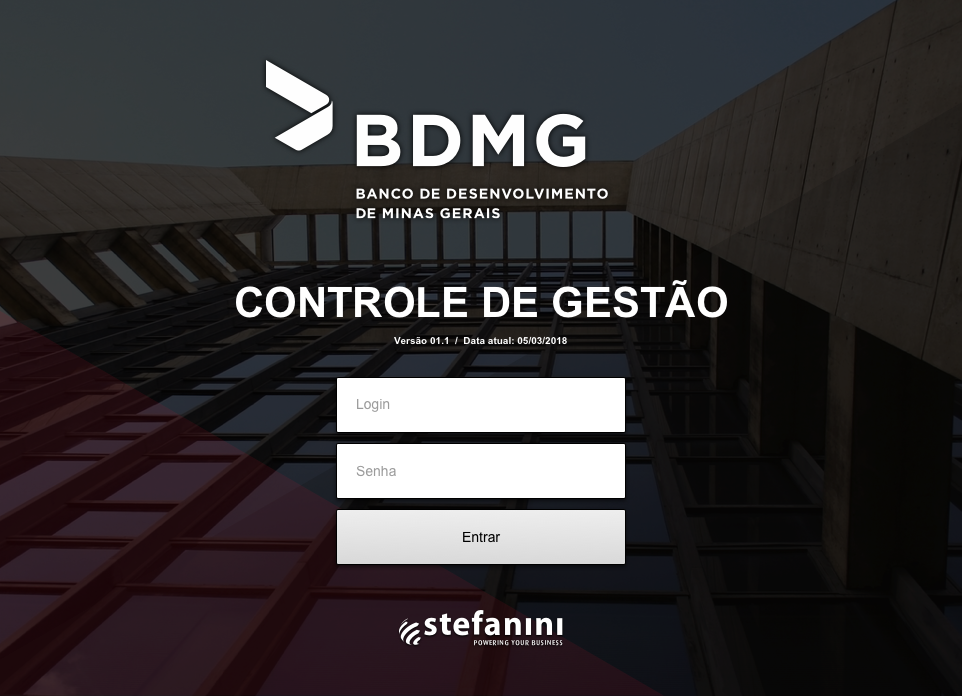 BDMG
BANCO DE DESENVOLVIMENTO
DE MINAS GERAIS
CONTROLE DE GESTÃO
Versão 01.1 / Data atual: 05/03/2018
Login
Senha
Entrar
stefanini
POWERING YOUR BUSINESS